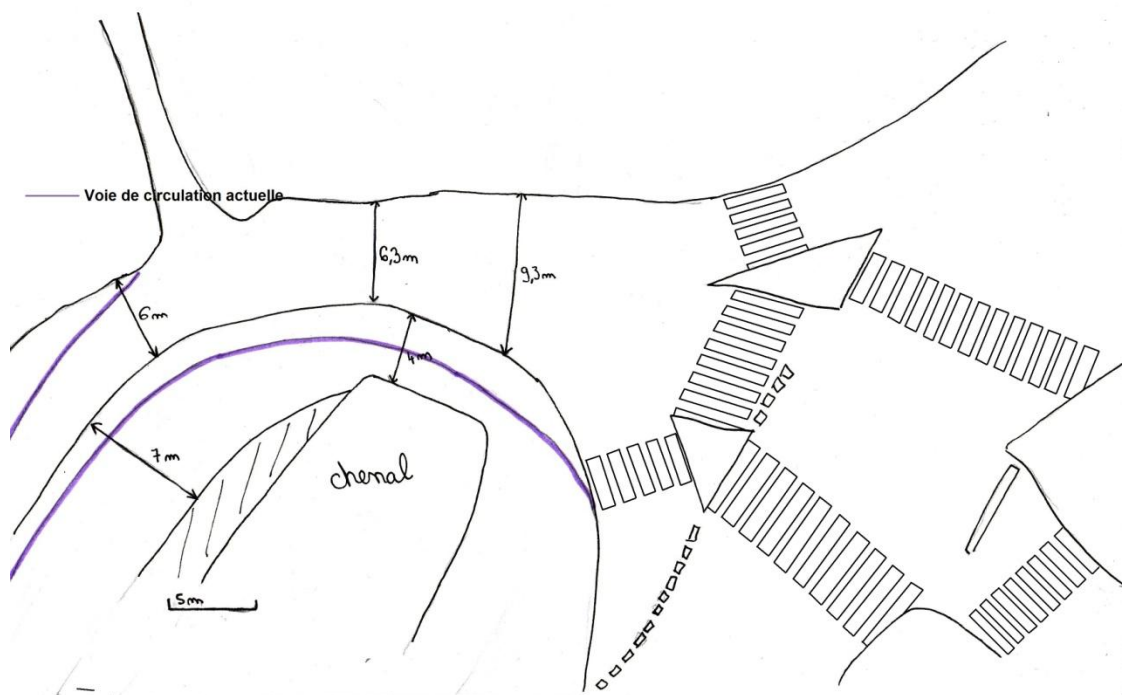 Voie de circulation actuelle
6,3m
9,3m
6m
4m
7m
chenal
5m